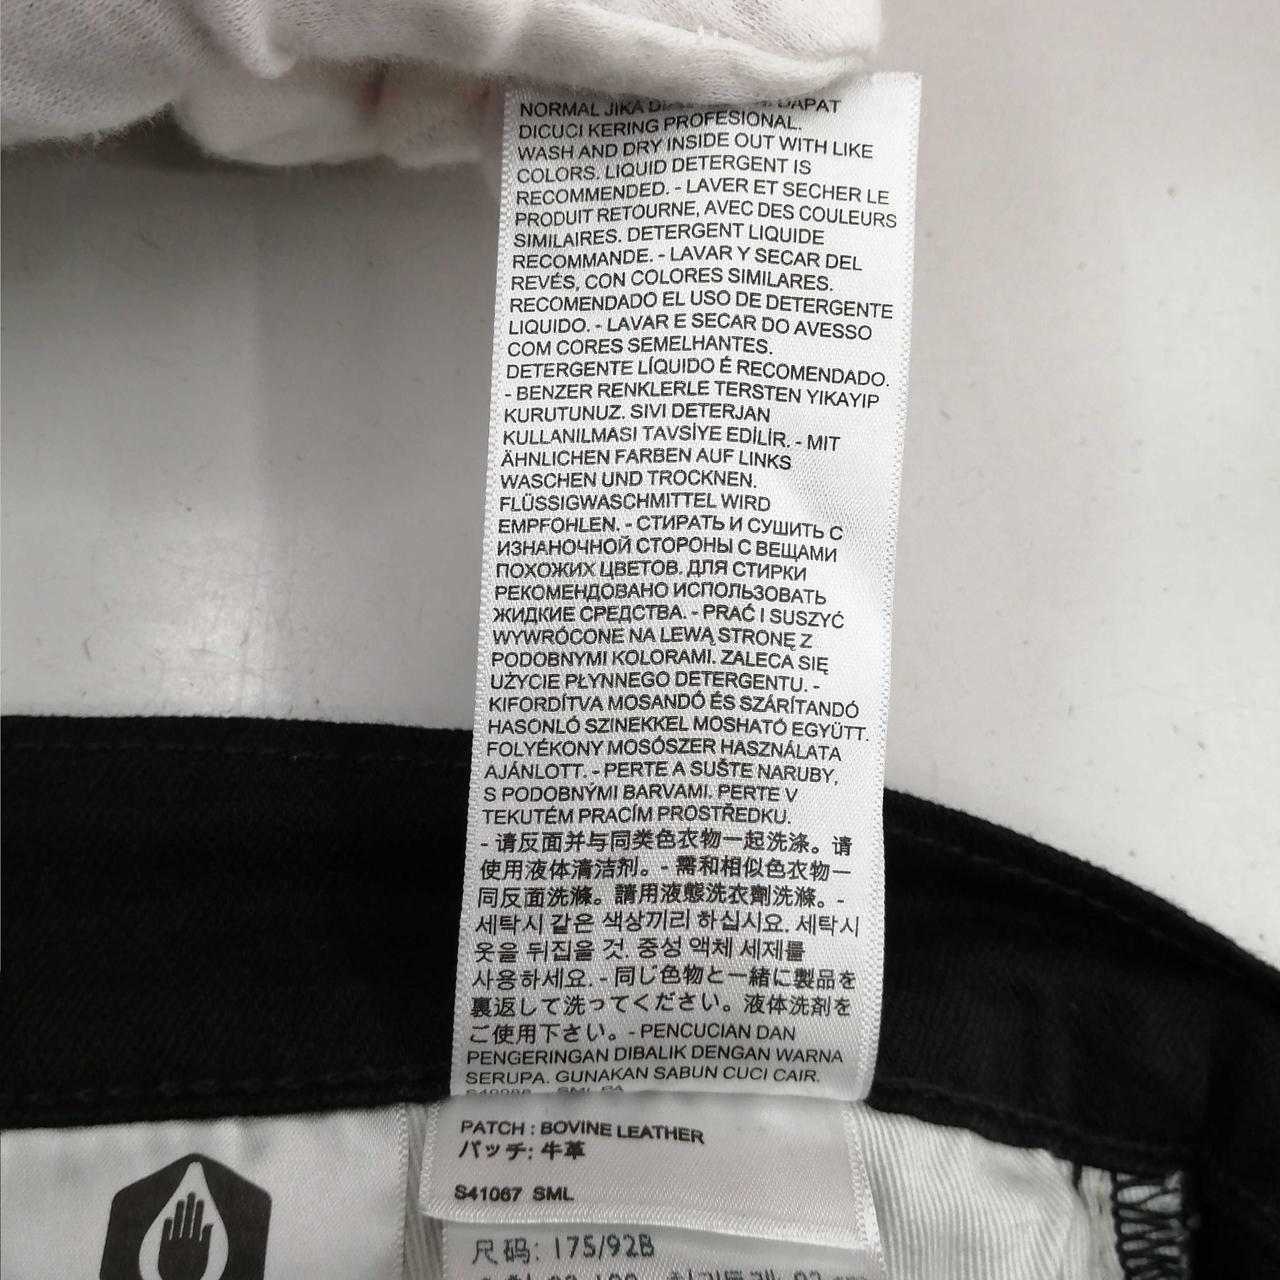 NORMAL JIKA DAPAT
DICUCI KERING PROFESIONAL.
WASH AND DRY INSIDE OUT WITH LIKE
COLORS. LIQUID DETERGENT IS
RECOMMENDED. - LAVER ET SECHER LE
PRODUIT RETOURNE, AVEC DES COULEURS
SIMILAIRES. DETERGENT LIQUIDE
RECOMMANDE. - LAVAR Y SECAR DEL
REVÉS, CON COLORES SIMILARES.
RECOMENDADO EL USO DE DETERGENTE
LIQUIDO. - LAVAR E SECAR DO AVESSO
COM CORES SEMELHANTES.
DETERGENTE LÍQUIDO É RECOMENDADO.
- BENZER RENKLERLE TERSTEN YIKAYIP
KURUTUNUZ. SIVI DETERJAN
KULLANILMASI TAVSİYE EDİLİR. - MIT
ÄHNLICHEN FARBEN AUF LINKS
WASCHEN UND TROCKNEN.
FLÜSSIGWASCHMITTEL WIRD
EMPFOHLEN. - СТИРАТЬ И СУШИТЬ С
ИЗНАНОЧНОЙ СТОРОНЫ С ВЕЩАМИ
ПОХОЖИХ ЦВЕТОВ. ДЛЯ СТИРКИ
РЕКОМЕНДОВАНО ИСПОЛЬЗОВАТЬ
ЖИДКИЕ СРЕДСТВА. - PRAĆ I SUSZYĆ
WYWRÓCONE NA LEWĄ STRONĘ Z
PODOBNYMI KOLORAMI. ZALECA SIĘ
UŻYCIE PŁYNNEGO DETERGENTU. -
KIFORDÍTVA MOSANDÓ ÉS SZÁRÍTANDÓ
HASONLÓ SZINEKKEL MOSHATÓ EGYÜTT.
FOLYÉKONY MOSÓSZER HASZNÁLATA
AJÁNLOTT. - PERTE A SUŠTE NARUBY,
S PODOBNÝMI BARVAMI. PERTE V
TEKUTÉM PRACÍM PROSTŘEDKU.
- 请反面并与同类色衣物一起洗涤。请
使用液体清洁剂。- 需和相似色衣物一
同反面洗滌。請用液態洗衣劑洗滌。-
세탁시 같은 색상끼리 하십시요. 세탁시
옷을 뒤집을 것. 중성 액체 세제를
사용하세요. - 同じ色物と一緒に製品を
裏返して洗ってください。液体洗剤を
ご使用下さい。- PENCUCIAN DAN
PENGERINGAN DIBALIK DENGAN WARNA
SERUPA. GUNAKAN SABUN CUCI CAIR.
PATCH : BOVINE LEATHER
パッチ: 牛革
S41067 SML
尺码: 175/92B